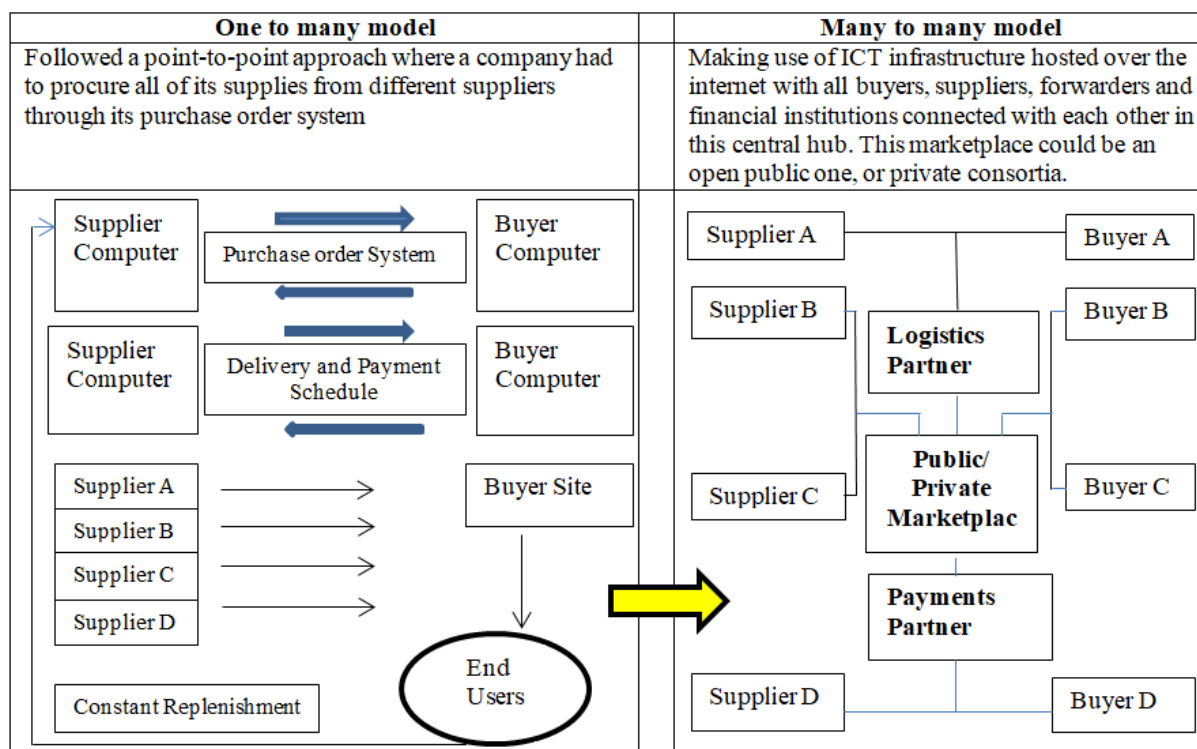 One to many model
Followed a point-to-point approach where a company had
to procure all of its supplies from different suppliers
through its purchase order system
Supplier
Computer
Purchase order System
Buyer
Computer
Supplier
Computer
Delivery and Payment
Schedule
Buyer
Computer
Supplier A
Supplier B
Supplier C
Supplier D
Buyer Site
End
Users
Constant Replenishment
Many to many model
Making use of ICT infrastructure hosted over the
internet with all buyers, suppliers, forwarders and
financial institutions connected with each other in
this central hub. This marketplace could be an
open public one, or private consortia.
Supplier A
Buyer A
Supplier B
Buyer B
Logistics
Partner
Public/
Private
Marketplac
Supplier C
Buyer C
Payments
Partner
Supplier D
Buyer D